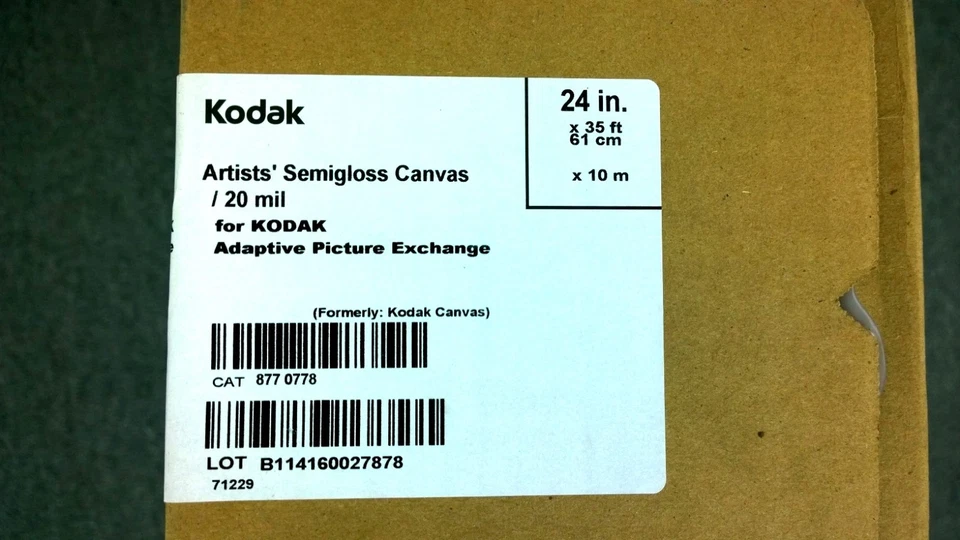 Kodak
24 in.
x 35 ft
61 cm
x 10 m
Artists' Semigloss Canvas
/ 20 mil
for KODAK
Adaptive Picture Exchange
(Formerly: Kodak Canvas)
CAT 877 0778
LOT B114160027878
71229